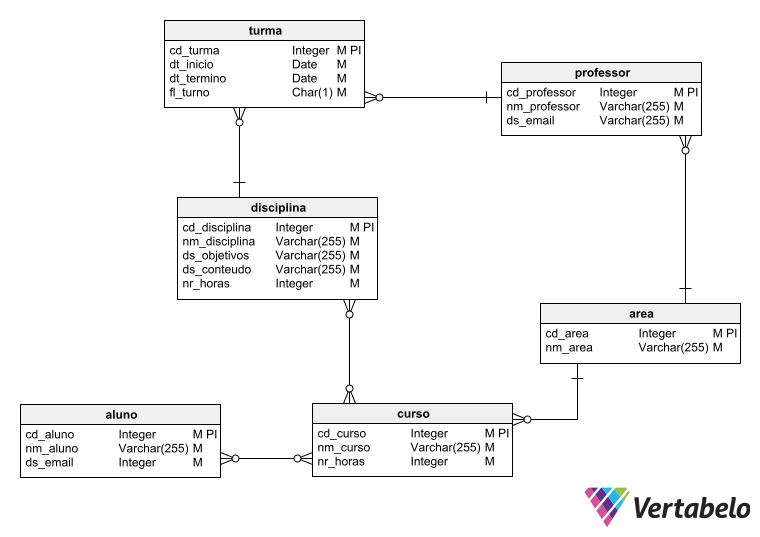 turma
cd_turma Integer M PI
dt_inicio Date M
dt_termino Date M
fl_turno Char(1) M
professor
cd_professor Integer M PI
nm_professor Varchar(255) M
ds_email Varchar(255) M
disciplina
cd_disciplina Integer M PI
nm_disciplina Varchar(255) M
ds_objetivos Varchar(255) M
ds_conteudo Varchar(255) M
nr_horas Integer M
area
cd_area Integer M PI
nm_area Varchar(255) M
aluno
cd_aluno Integer M PI
nm_aluno Varchar(255) M
ds_email Integer M
curso
cd_curso Integer M PI
nm_curso Varchar(255) M
nr_horas Integer M
Vertabelo